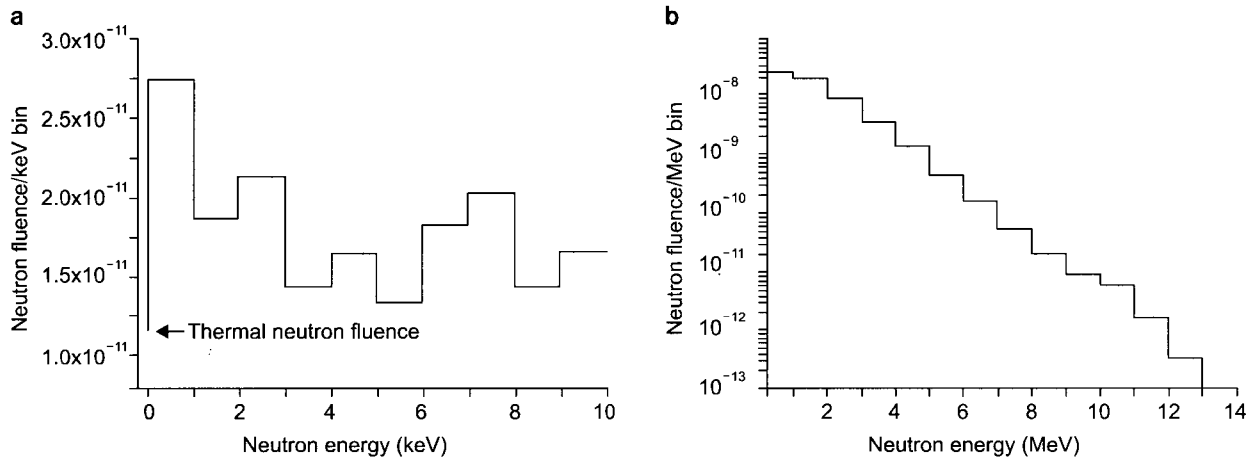 a
Neutron fluence/keV bin
3.0x10⁻¹¹
2.5x10⁻¹¹
2.0x10⁻¹¹
1.5x10⁻¹¹
1.0x10⁻¹¹
Thermal neutron fluence
0 2 4 6 8 10
Neutron energy (keV)
b
Neutron fluence/MeV bin
10⁻⁸
10⁻⁹
10⁻¹⁰
10⁻¹¹
10⁻¹²
10⁻¹³
2 4 6 8 10 12 14
Neutron energy (MeV)